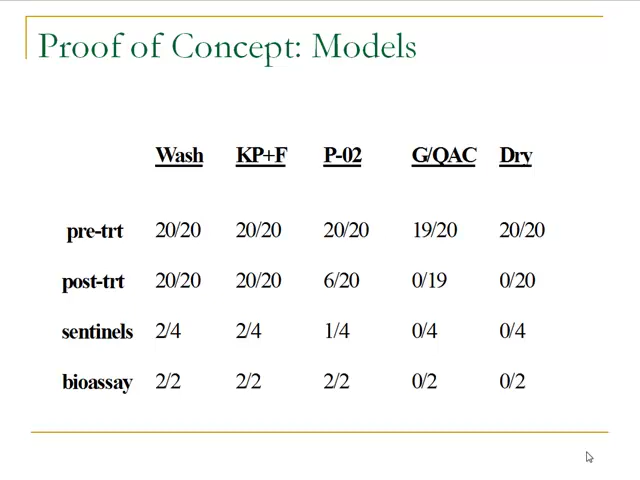 Proof of Concept: Models
Wash KP+F P-02 G/QAC Dry
pre-trt 20/20 20/20 20/20 19/20 20/20
post-trt 20/20 20/20 6/20 0/19 0/20
sentinels 2/4 2/4 1/4 0/4 0/4
bioassay 2/2 2/2 2/2 0/2 0/2